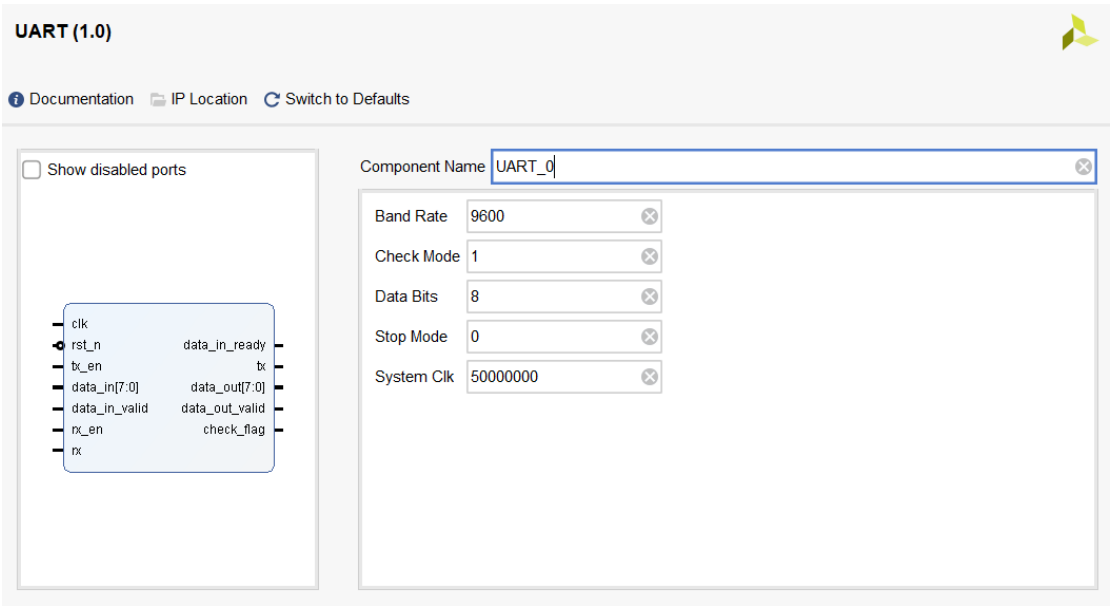 UART (1.0)
Documentation IP Location Switch to Defaults
Show disabled ports
clk
rst_n
tx_en
data_in[7:0]
data_in_valid
rx_en
rx
data_in_ready
tx
data_out[7:0]
data_out_valid
check_flag
Component Name UART_0
Band Rate 9600
Check Mode 1
Data Bits 8
Stop Mode 0
System Clk 50000000